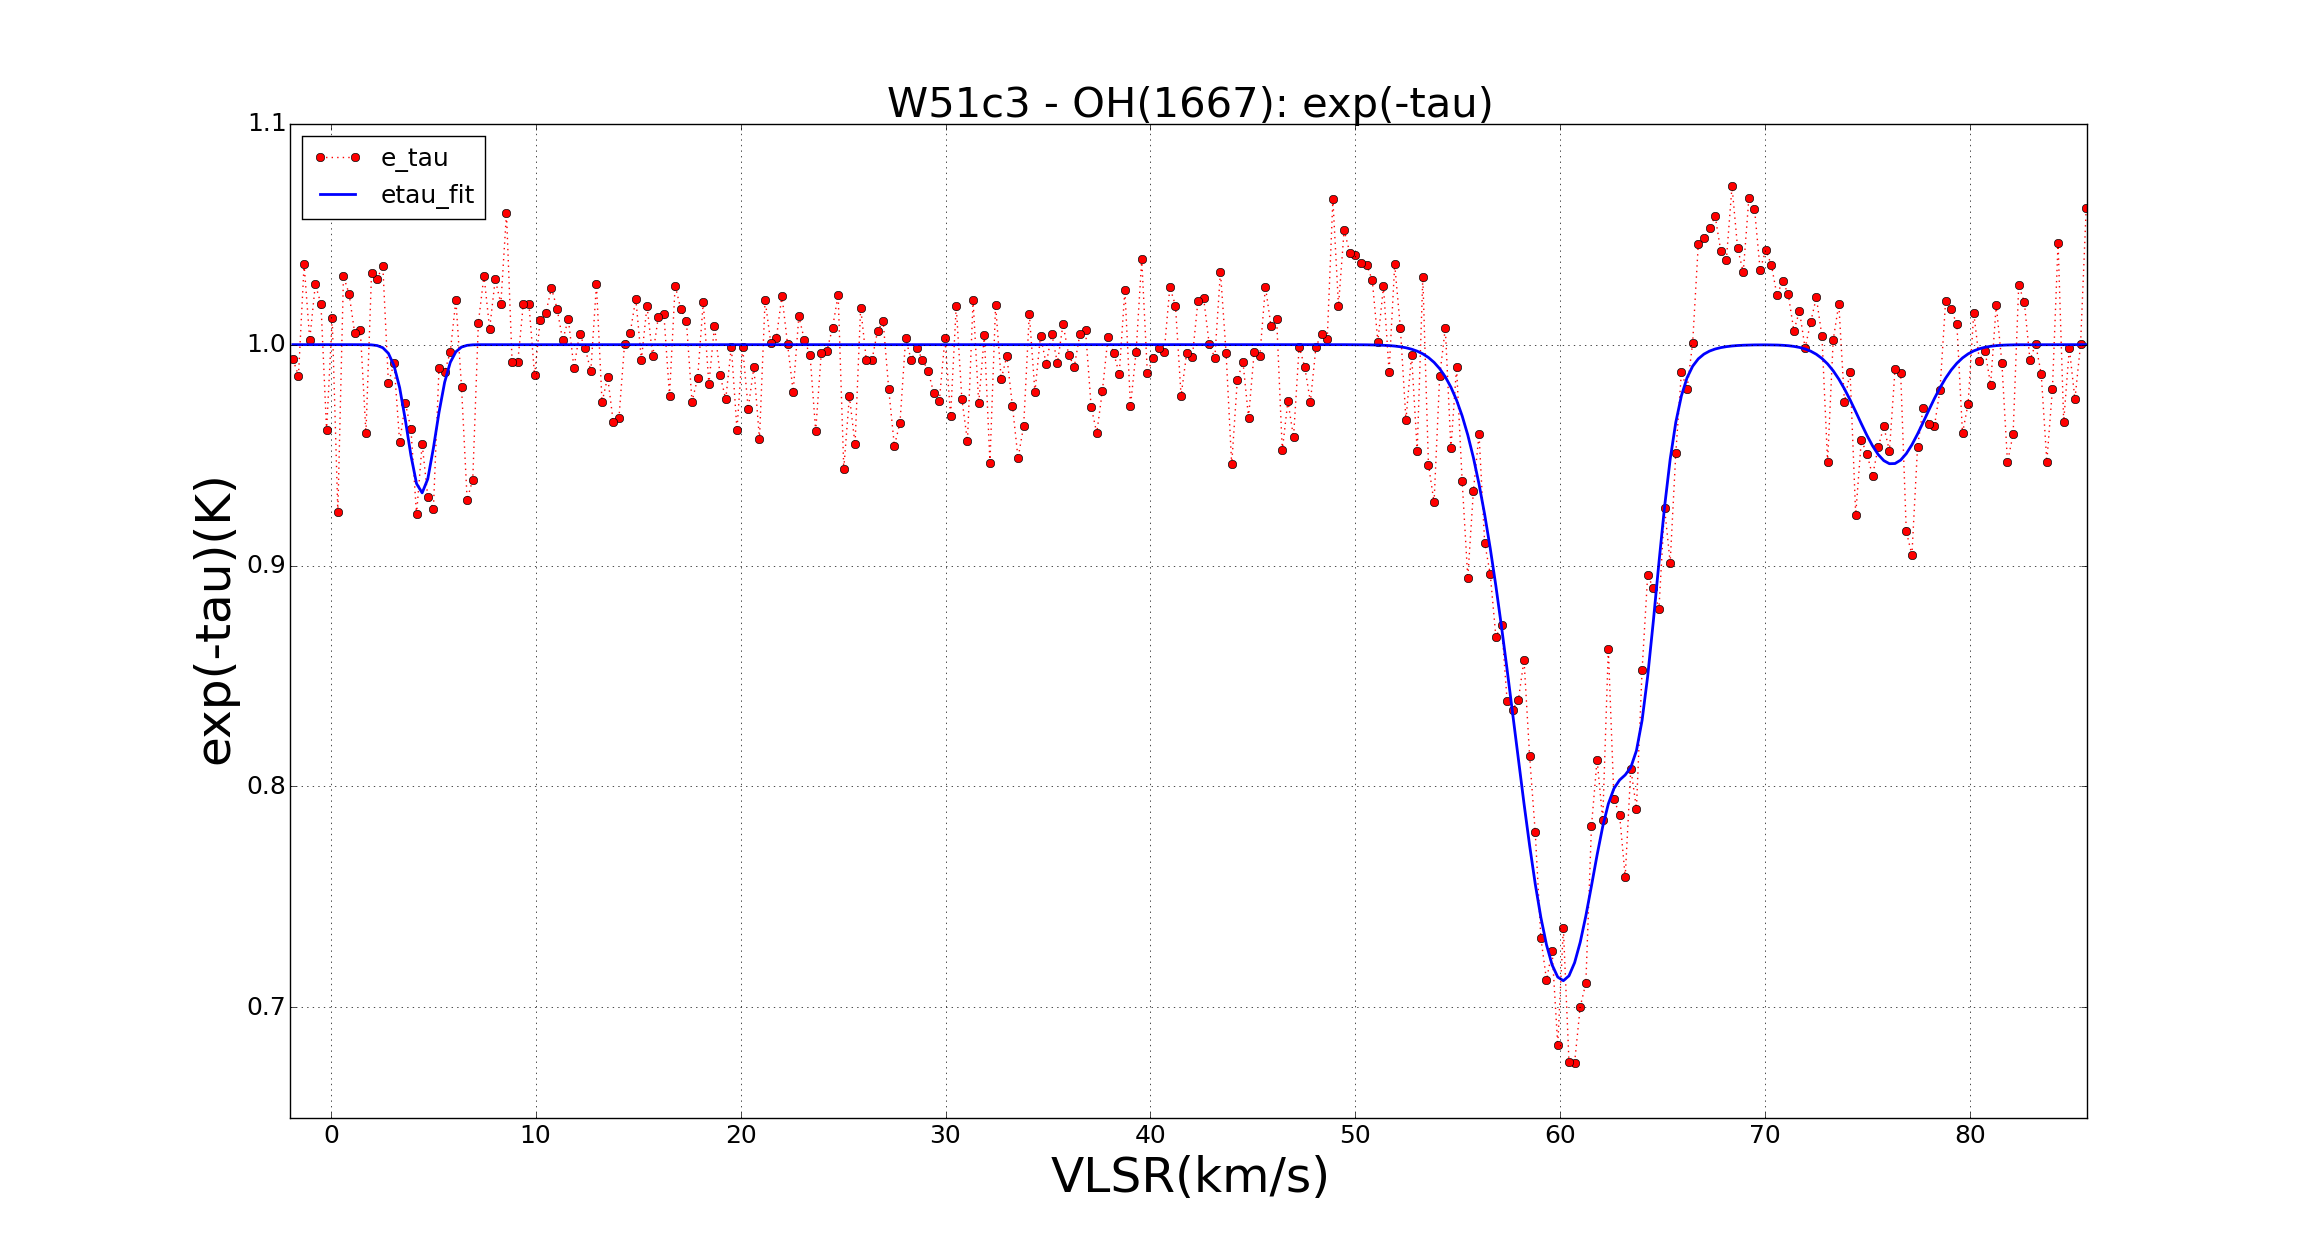 W51c3 - OH(1667): exp(-tau)
1.1
e_tau
etau_fit
1.0
0.9
0.8
0.7
exp(-tau)(K)
0 10 20 30 40 50 60 70 80
VLSR(km/s)